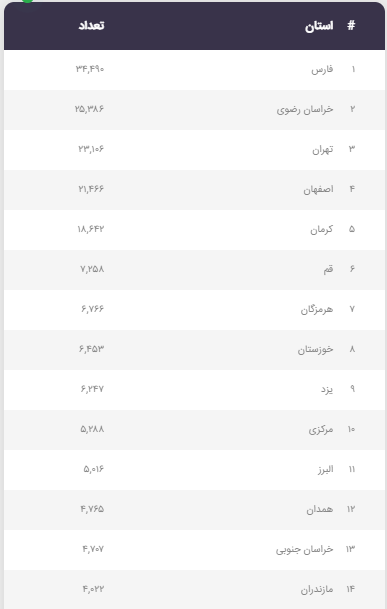 # استان تعداد
۱ فارس ۳۴,۴۹۰
۲ خراسان رضوی ۲۵,۳۸۶
۳ تهران ۲۳,۱۰۶
۴ اصفهان ۲۱,۴۶۶
۵ کرمان ۱۸,۶۴۲
۶ قم ۷,۲۵۸
۷ هرمزگان ۶,۷۶۶
۸ خوزستان ۶,۴۵۳
۹ یزد ۶,۲۴۷
۱۰ مرکزی ۵,۲۸۸
۱۱ البرز ۵,۰۱۶
۱۲ همدان ۴,۷۶۵
۱۳ خراسان جنوبی ۴,۷۰۷
۱۴ مازندران ۴,۰۲۲